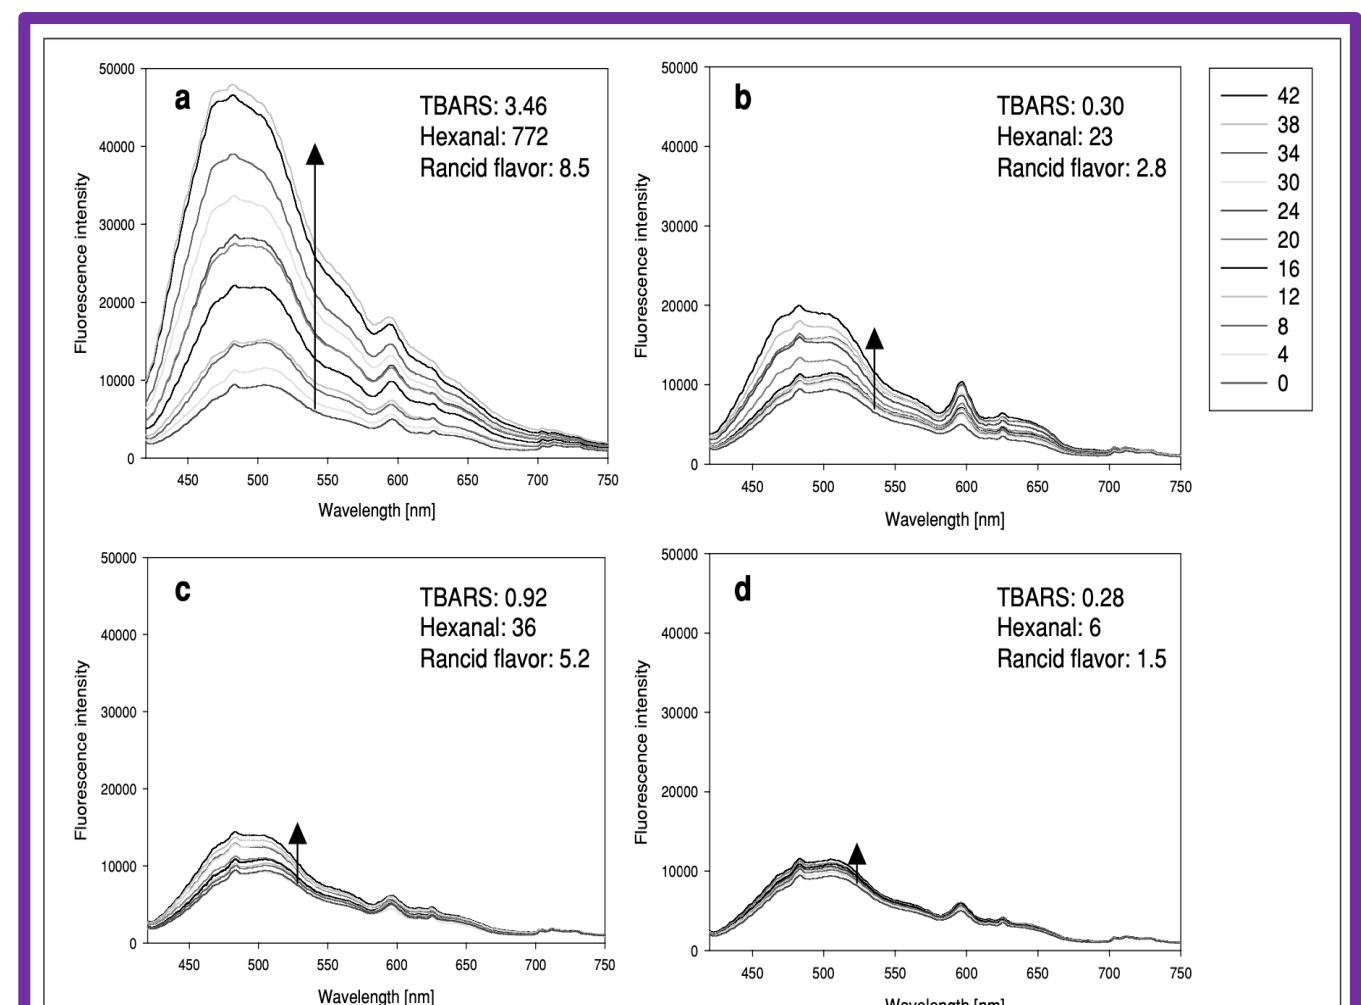 a
TBARS: 3.46
Hexanal: 772
Rancid flavor: 8.5
50000
40000
30000
20000
10000
0
Fluorescence intensity
450 500 550 600 650 700 750
Wavelength [nm]
b
TBARS: 0.30
Hexanal: 23
Rancid flavor: 2.8
50000
40000
30000
20000
10000
0
Fluorescence intensity
450 500 550 600 650 700 750
Wavelength [nm]
42
38
34
30
24
20
16
12
8
4
0
c
TBARS: 0.92
Hexanal: 36
Rancid flavor: 5.2
50000
40000
30000
20000
10000
0
Fluorescence intensity
450 500 550 600 650 700 750
Wavelength [nm]
d
TBARS: 0.28
Hexanal: 6
Rancid flavor: 1.5
50000
40000
30000
20000
10000
0
Fluorescence intensity
450 500 550 600 650 700 750
Wavelength [nm]